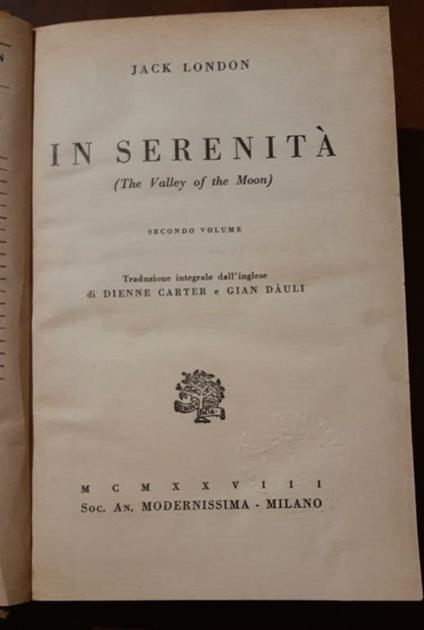 JACK LONDON
IN SERENITÀ
(The Valley of the Moon)
SECONDO VOLUME
Traduzione integrale dall'inglese
di DIENNE CARTER e GIAN DÀULI
MCMXXVIII
Soc. An. MODERNISSIMA - MILANO